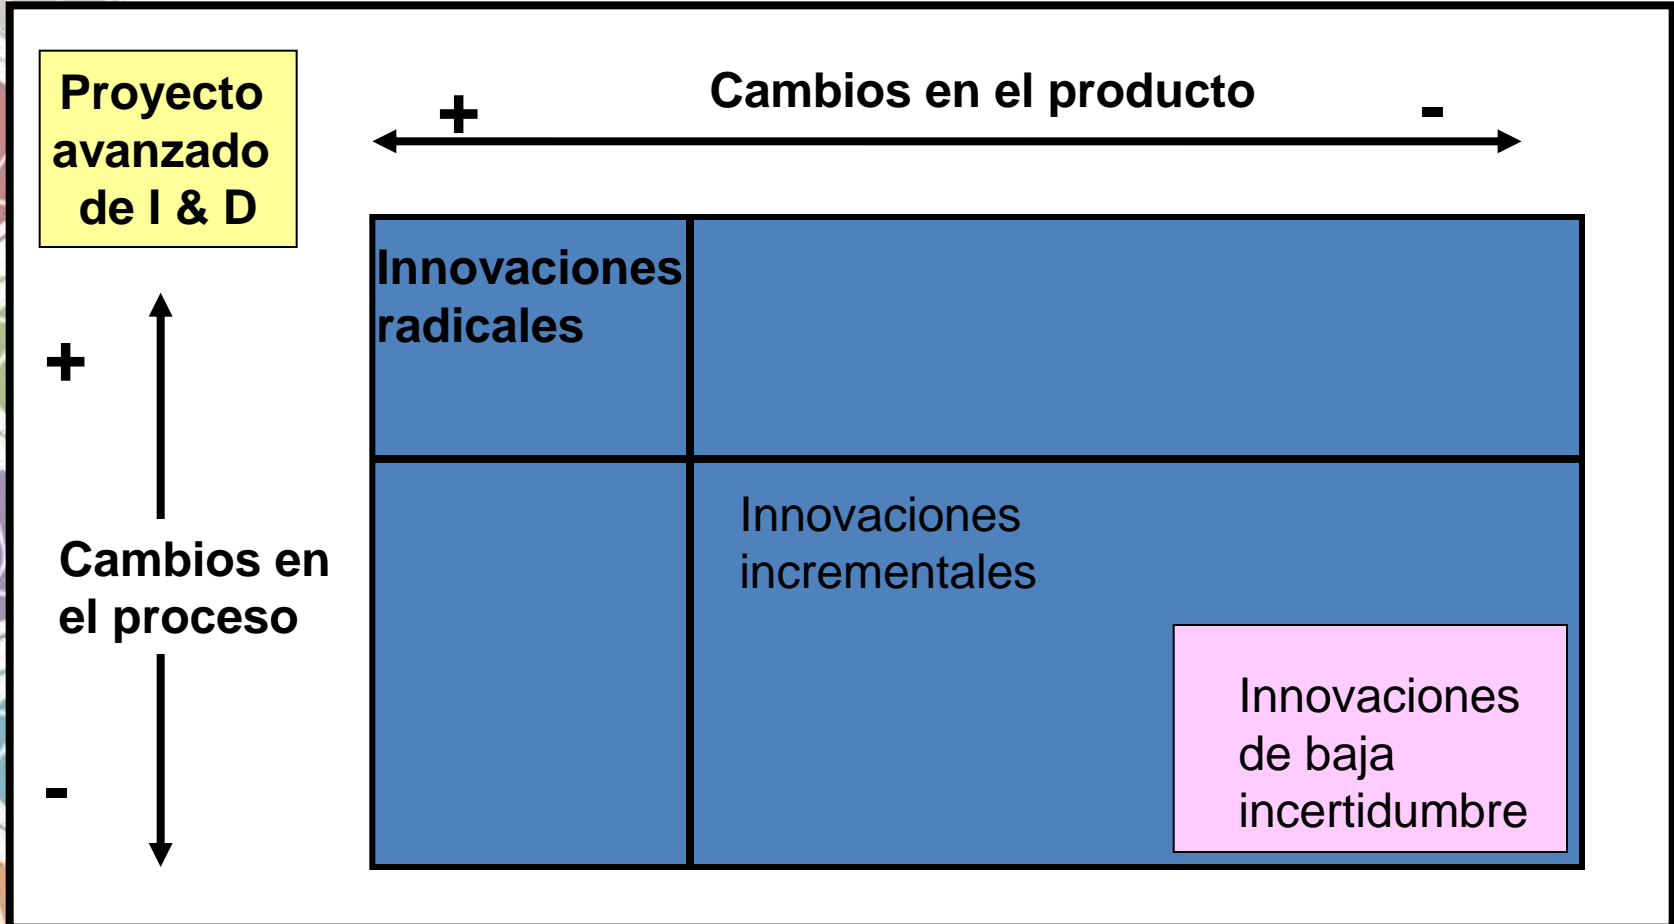 Proyecto
avanzado
de I & D
+
Cambios en el producto
-
Innovaciones
radicales
+
Innovaciones
incrementales
Cambios en
el proceso
-
Innovaciones
de baja
incertidumbre